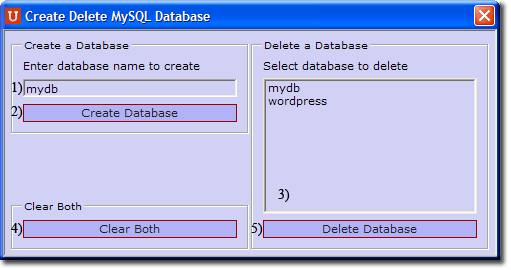 U Create Delete MySQL Database
Create a Database
Enter database name to create
1) mydb
2) Create Database
Clear Both
4) Clear Both
Delete a Database
Select database to delete
mydb
wordpress
3)
5) Delete Database